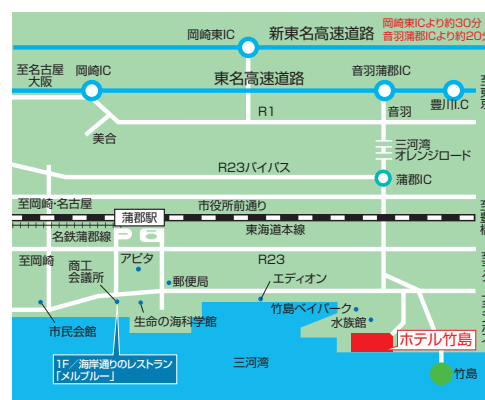 岡崎東IC
新東名高速道路
岡崎東ICより約30分
音羽蒲郡ICより約20分
至名古屋
大阪
岡崎IC
東名高速道路
音羽蒲郡IC
豊川I.C
至東京
R1
音羽
美合
三河湾
オレンジロード
R23バイパス
蒲郡IC
至岡崎・名古屋
市役所前通り
蒲郡駅
名鉄蒲郡線
東海道本線
至岡崎
商工
会議所
アピタ
郵便局
R23
エディオン
市民会館
生命の海科学館
竹島ベイパーク
水族館
ホテル竹島
1F/海岸通りのレストラン
「メルブルー」
三河湾
竹島